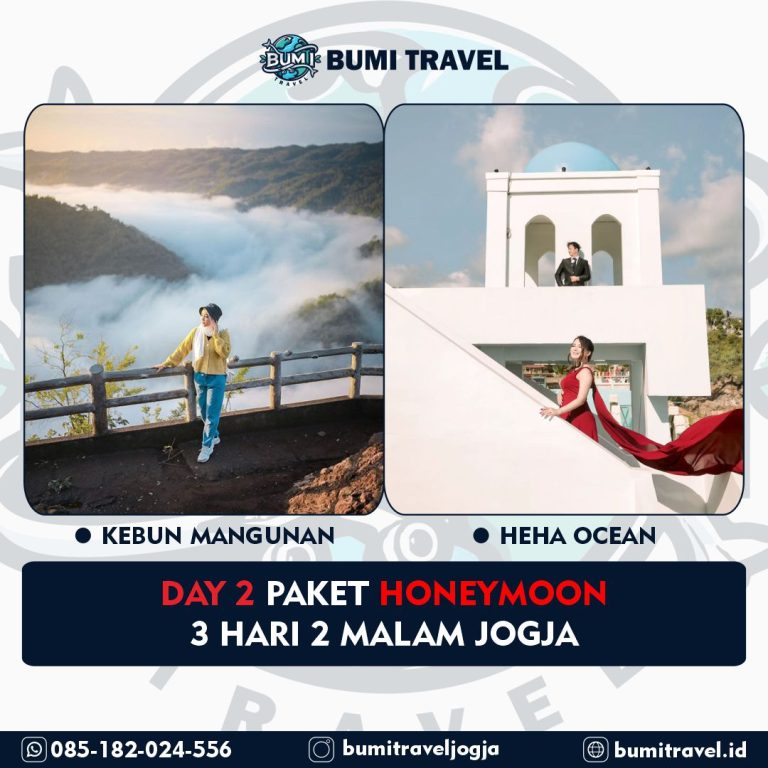 BUMI
TRAVEL
BUMI TRAVEL
● KEBUN MANGUNAN
● HEHA OCEAN
DAY 2 PAKET HONEYMOON
3 HARI 2 MALAM JOGJA
TRAVEL
085-182-024-556
bumitraveljogja
bumitravel.id